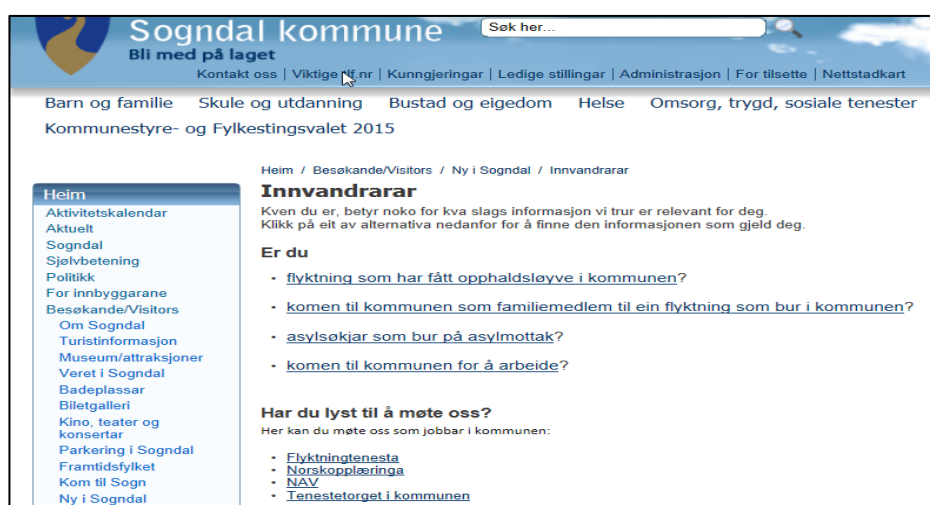 Sogndal kommune
Søk her...
Bli med på laget
Kontakt oss | Viktige tlf.nr | Kunngjeringar | Ledige stillingar | Administrasjon | For tilsette | Nettstadkart
Barn og familie Skule og utdanning Bustad og eigedom Helse Omsorg, trygd, sosiale tenester
Kommunestyre- og Fylkestingsvalet 2015
Heim / Besøkande/Visitors / Ny i Sogndal / Innvandrarar
Heim
Aktivitetskalendar
Aktuelt
Sogndal
Sjølvbetening
Politikk
For innbyggarane
Besøkande/Visitors
Om Sogndal
Turistinformasjon
Museum/attraksjoner
Veret i Sogndal
Badeplassar
Biletgalleri
Kino, teater og
konsertar
Parkering i Sogndal
Framtidsfylket
Kom til Sogn
Ny i Sogndal
Innvandrarar
Kven du er, betyr noko for kva slags informasjon vi trur er relevant for deg.
Klikk på eit av alternativa nedanfor for å finne den informasjonen som gjeld deg.
Er du
• flyktning som har fått opphaldsløyve i kommunen?
• komen til kommunen som familiemedlem til ein flyktning som bur i kommunen?
• asylsøkjar som bur på asylmottak?
• komen til kommunen for å arbeide?
Har du lyst til å møte oss?
Her kan du møte oss som jobbar i kommunen:
• Flyktningtenesta
• Norskopplæringa
• NAV
• Tenestetorget i kommunen